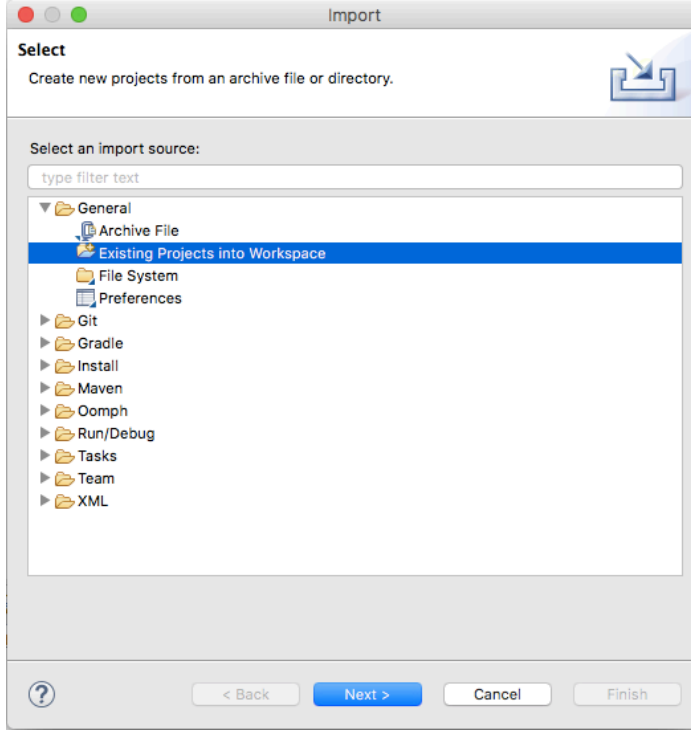 Import
Select
Create new projects from an archive file or directory.
Select an import source:
type filter text
General
Archive File
Existing Projects into Workspace
File System
Preferences
Git
Gradle
Install
Maven
Oomph
Run/Debug
Tasks
Team
XML
? < Back Next > Cancel Finish